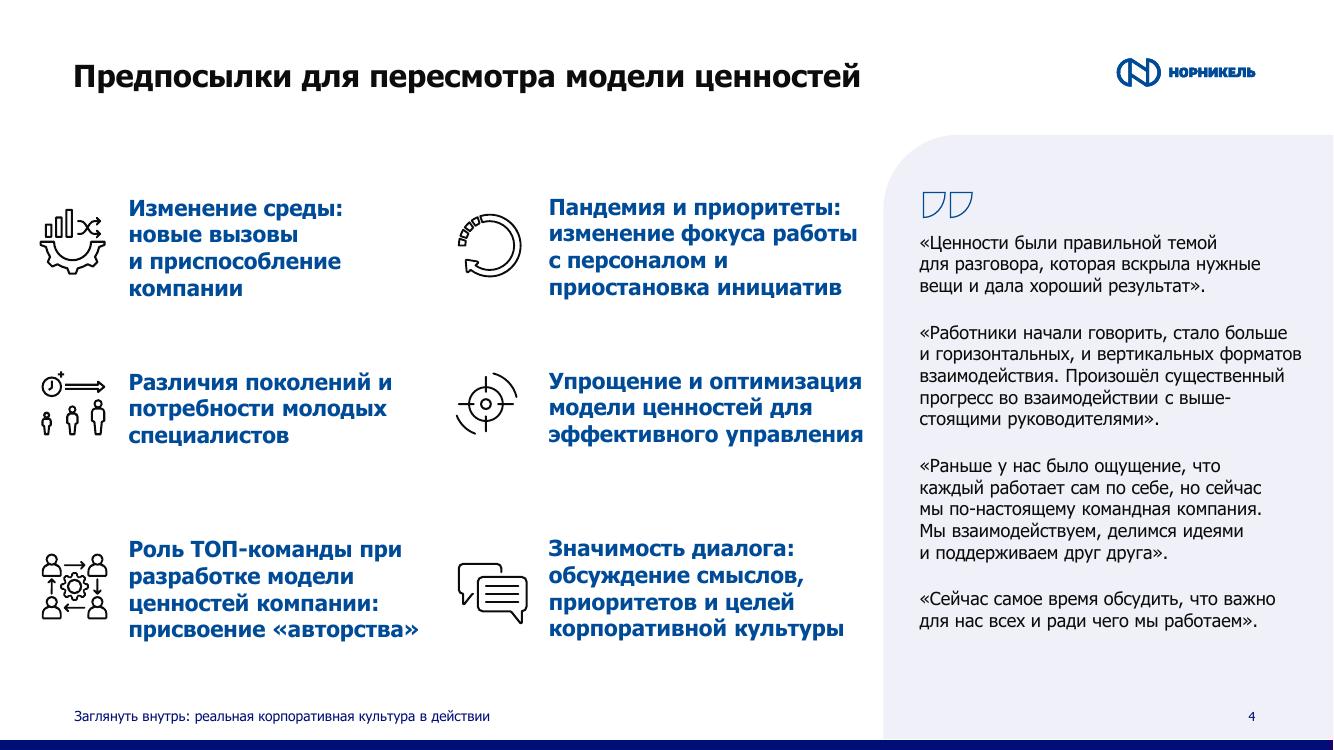 Предпосылки для пересмотра модели ценностей
НОРНИКЕЛЬ
Изменение среды:
новые вызовы
и приспособление
компании
Пандемия и приоритеты:
изменение фокуса работы
с персоналом и
приостановка инициатив
Различия поколений и
потребности молодых
специалистов
Упрощение и оптимизация
модели ценностей для
эффективного управления
Роль ТОП-команды при
разработке модели
ценностей компании:
присвоение «авторства»
Значимость диалога:
обсуждение смыслов,
приоритетов и целей
корпоративной культуры
«Ценности были правильной темой
для разговора, которая вскрыла нужные
вещи и дала хороший результат».
«Работники начали говорить, стало больше
и горизонтальных, и вертикальных форматов
взаимодействия. Произошёл существенный
прогресс во взаимодействии с выше-
стоящими руководителями».
«Раньше у нас было ощущение, что
каждый работает сам по себе, но сейчас
мы по-настоящему командная компания.
Мы взаимодействуем, делимся идеями
и поддерживаем друг друга».
«Сейчас самое время обсудить, что важно
для нас всех и ради чего мы работаем».
Заглянуть внутрь: реальная корпоративная культура в действии
4